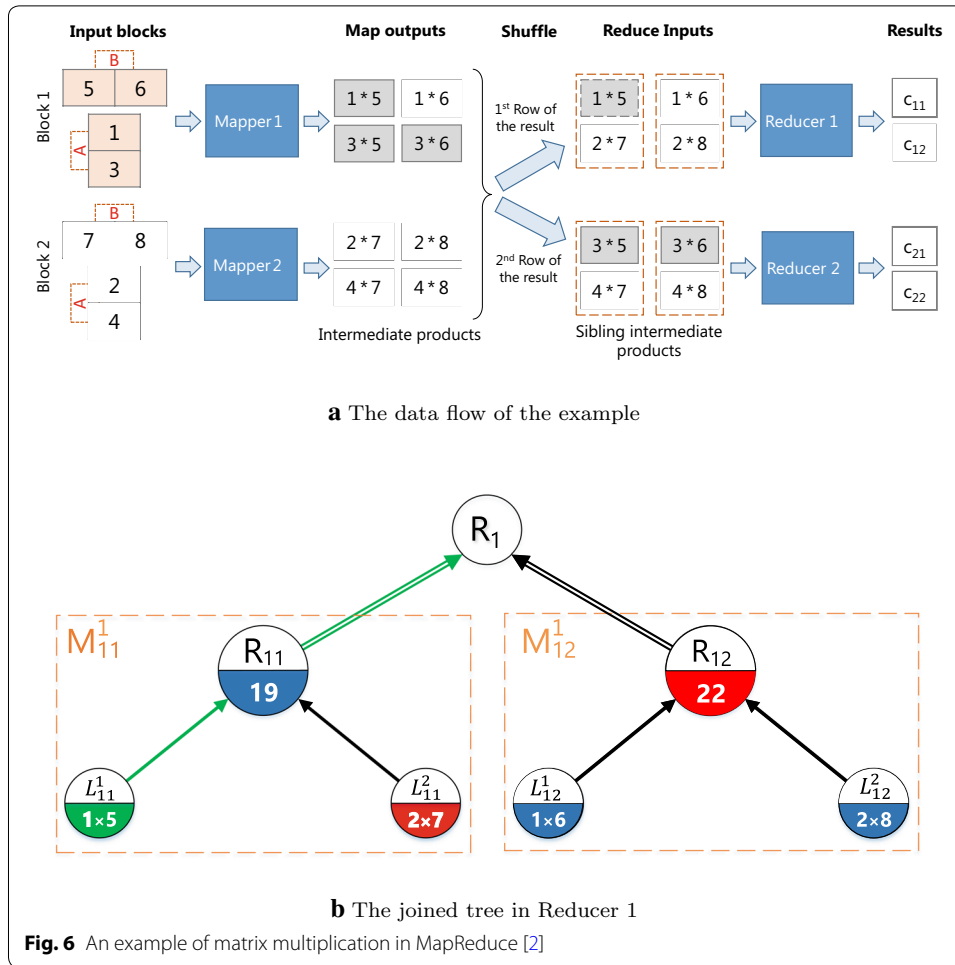 Input blocks Map outputs Shuffle Reduce Inputs Results
Block 1
B
5 6
A
1
3
Mapper 1
1 * 5 1 * 6
3 * 5 3 * 6
1st Row of
the result
1 * 5 1 * 6
2 * 7 2 * 8
Reducer 1
c11
c12
Block 2
B
7 8
A
2
4
Mapper 2
2 * 7 2 * 8
4 * 7 4 * 8
Intermediate products
2nd Row of
the result
3 * 5 3 * 6
4 * 7 4 * 8
Sibling intermediate
products
Reducer 2
c21
c22
a The data flow of the example
R1
M¹11
R11
19
L¹11
1×5
L²11
2×7
M¹12
R12
22
L¹12
1×6
L²12
2×8
b The joined tree in Reducer 1
Fig. 6 An example of matrix multiplication in MapReduce [2]